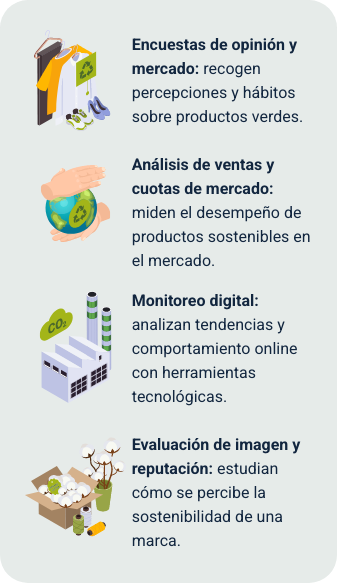 Encuestas de opinión y
mercado: recogen
percepciones y hábitos
sobre productos verdes.
Análisis de ventas y
cuotas de mercado:
miden el desempeño de
productos sostenibles en
el mercado.
CO₂
Monitoreo digital:
analizan tendencias y
comportamiento online
con herramientas
tecnológicas.
Evaluación de imagen y
reputación: estudian
cómo se percibe la
sostenibilidad de una
marca.